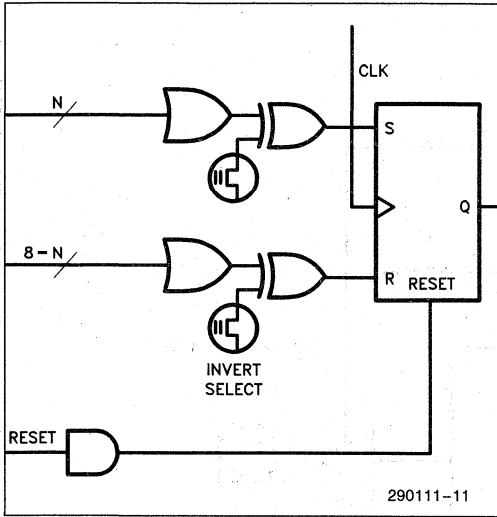 CLK
N
S
Q
8-N
R
RESET
INVERT
SELECT
RESET
290111-11